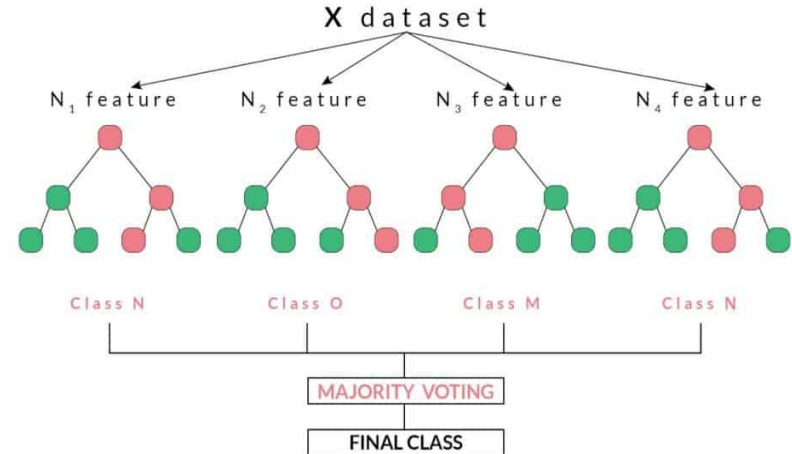 X dataset
N₁ feature N₂ feature N₃ feature N₄ feature
Class N Class O Class M Class N
MAJORITY VOTING
FINAL CLASS